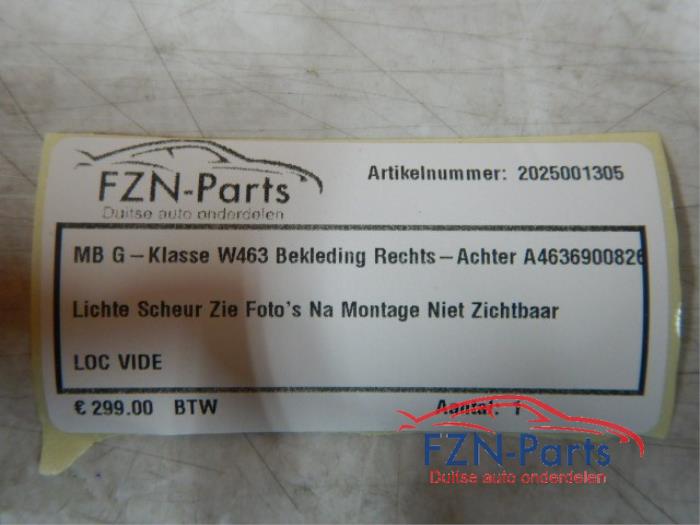 FZN-Parts
Duitse auto onderdelen
Artikelnummer: 2025001305
MB G-Klasse W463 Bekleding Rechts-Achter A4636900826
Lichte Scheur Zie Foto's Na Montage Niet Zichtbaar
LOC VIDE
€ 299.00 BTW
Aantal: 1
FZN-Parts
Duitse auto onderdelen